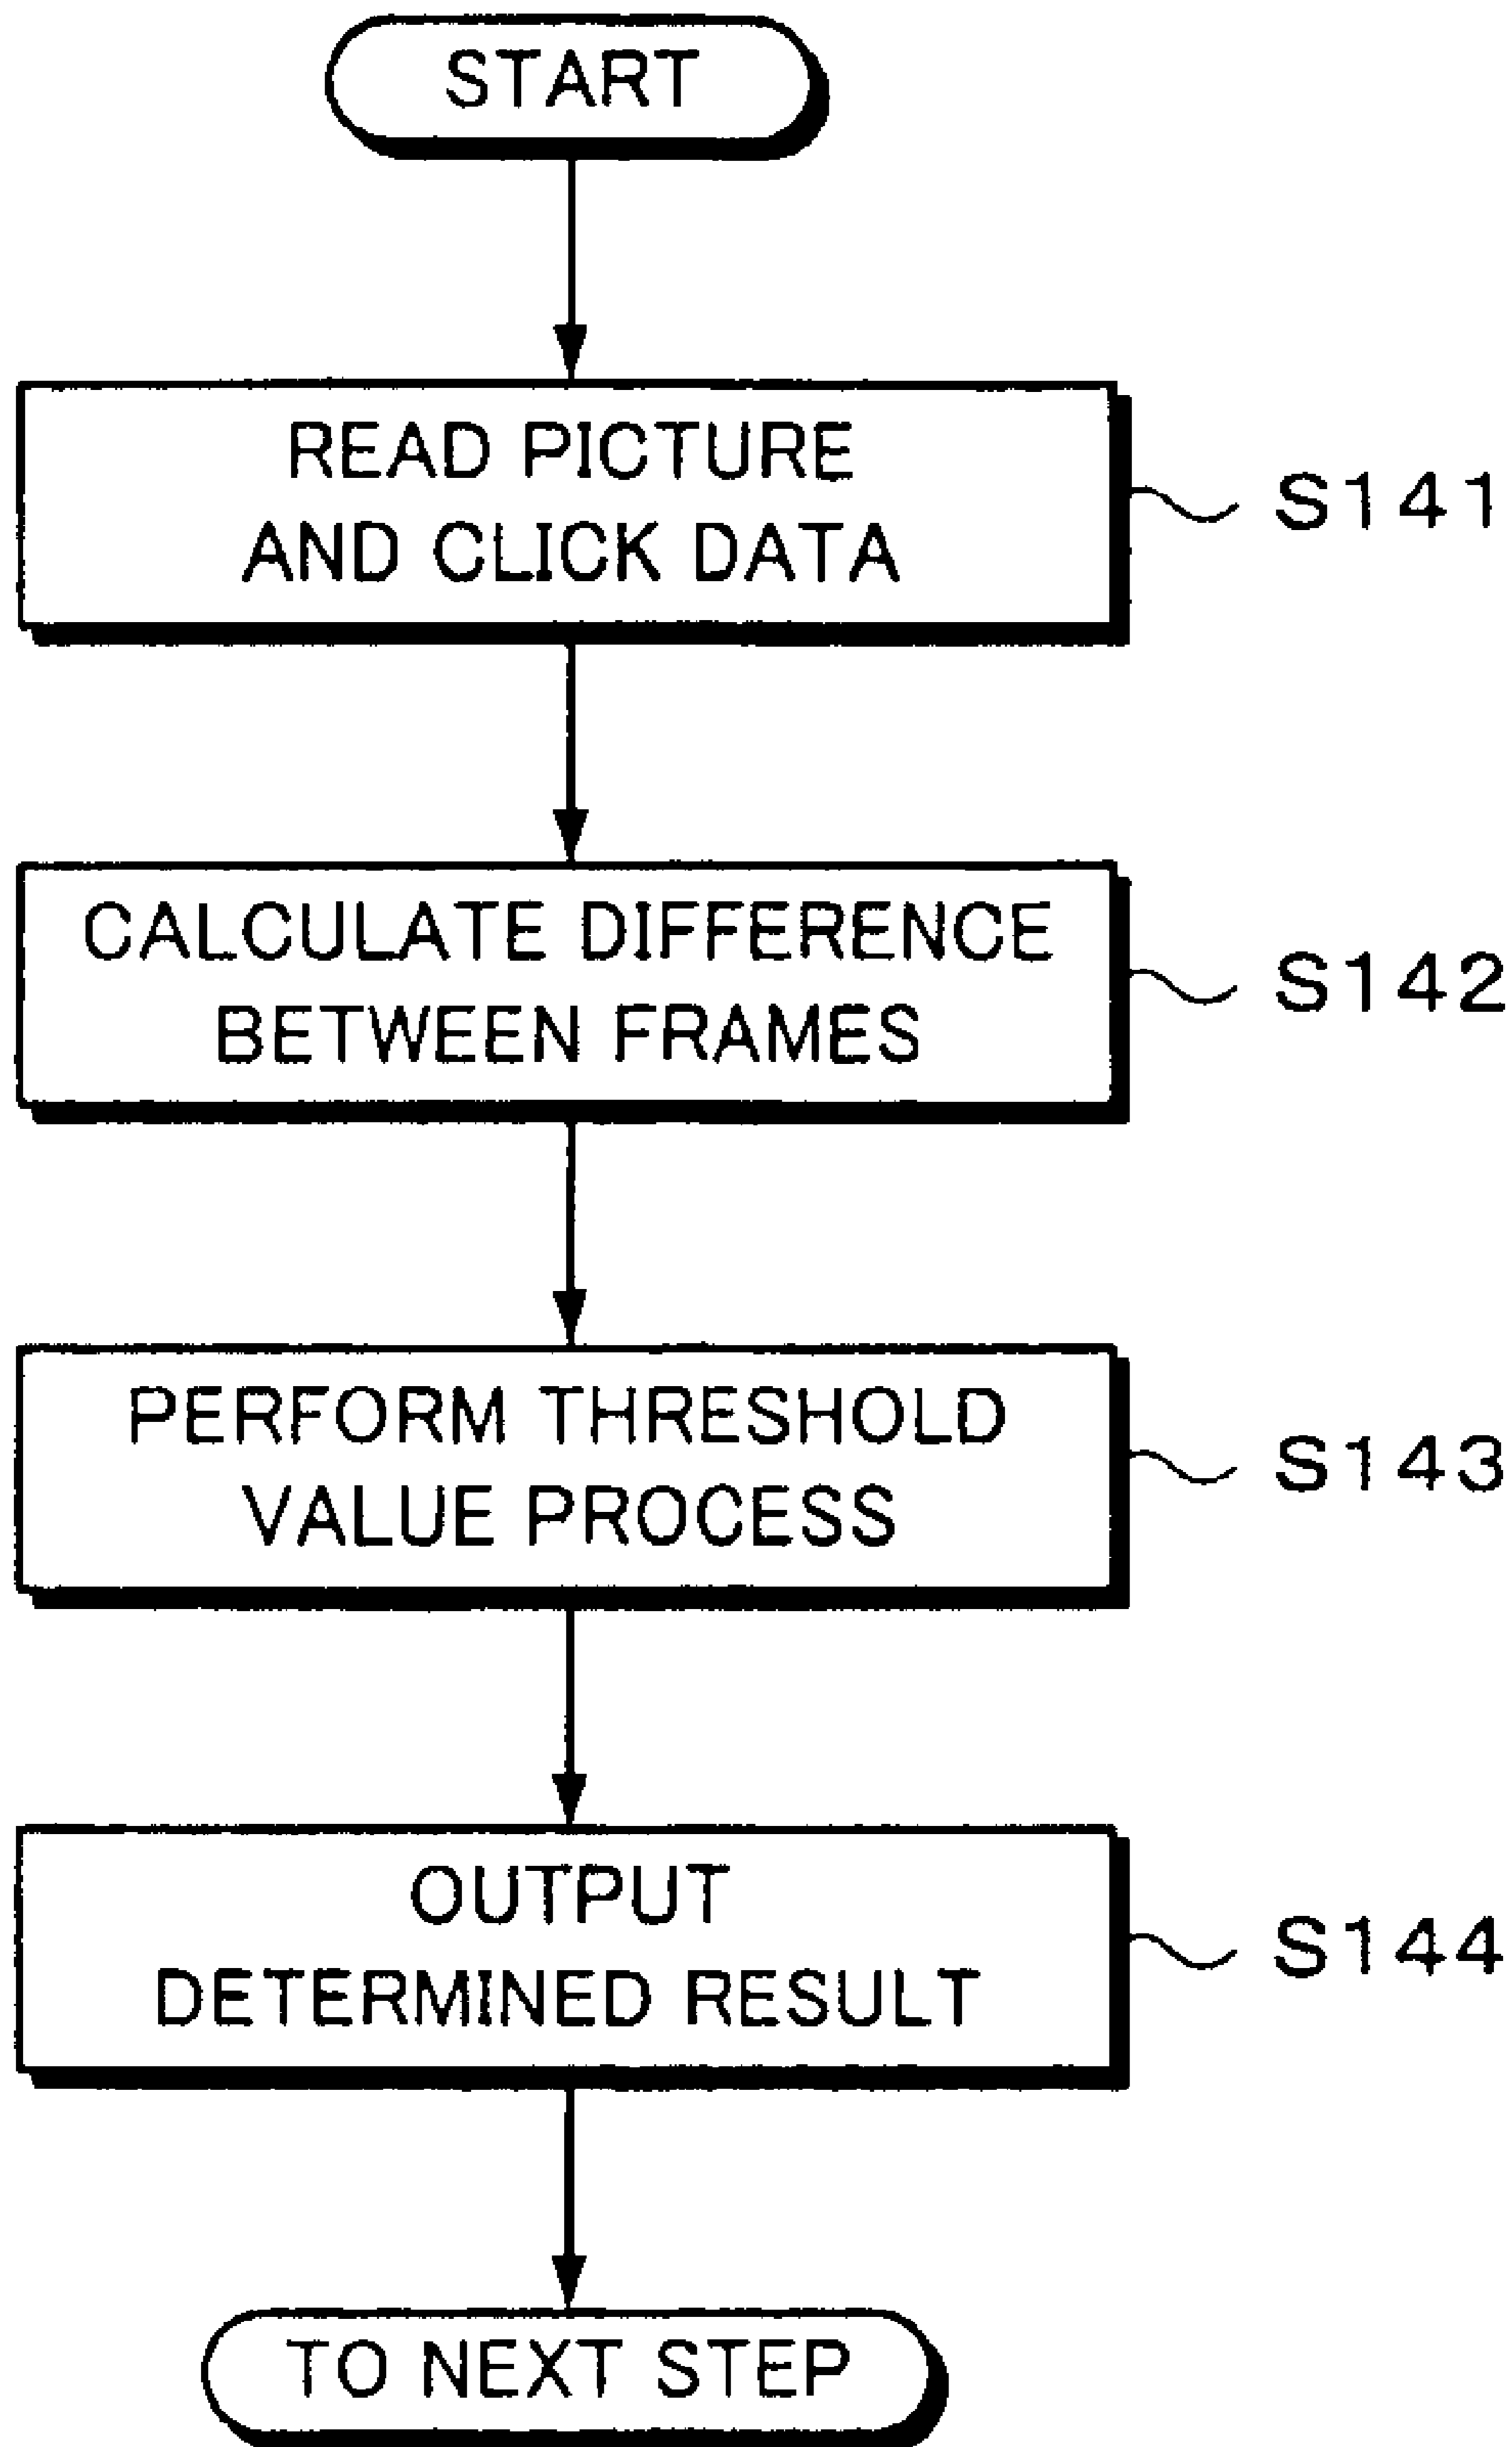 START
READ PICTURE
AND CLICK DATA
S141
CALCULATE DIFFERENCE
BETWEEN FRAMES
S142
PERFORM THRESHOLD
VALUE PROCESS
S143
OUTPUT
DETERMINED RESULT
S144
TO NEXT STEP